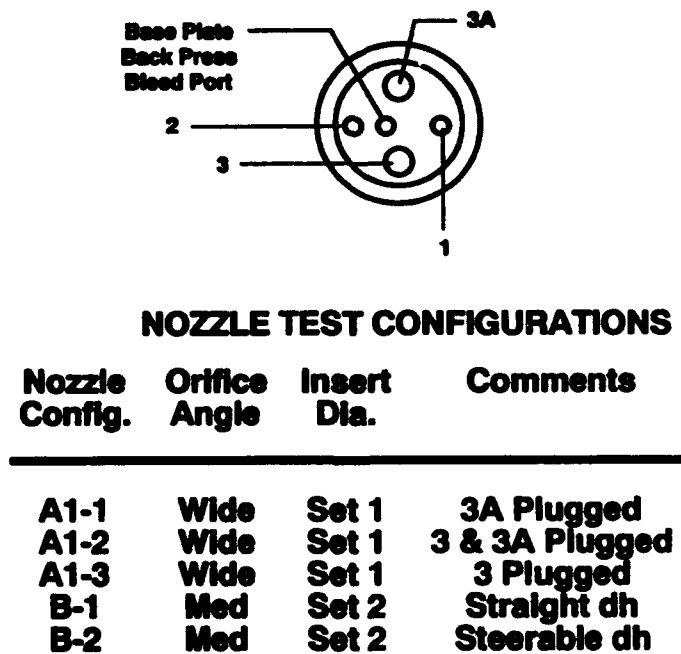 Base Plate
Back Press
Bleed Port
3A
2
3
1
NOZZLE TEST CONFIGURATIONS
Nozzle Orifice Insert Comments
Config. Angle Dia.
A1-1 Wide Set 1 3A Plugged
A1-2 Wide Set 1 3 & 3A Plugged
A1-3 Wide Set 1 3 Plugged
B-1 Med Set 2 Straight dh
B-2 Med Set 2 Steerable dh